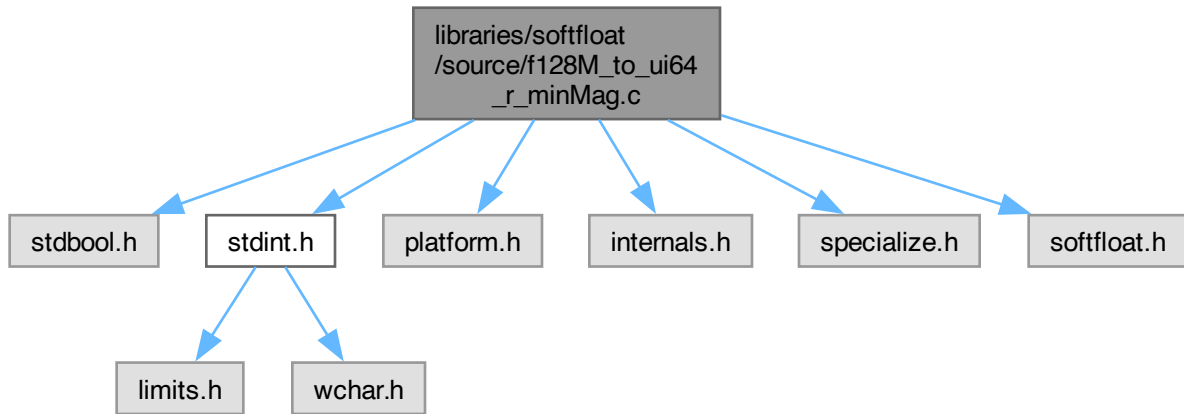 libraries/softfloat
/source/f128M_to_ui64
_r_minMag.c
stdbool.h
stdint.h
platform.h
internals.h
specialize.h
softfloat.h
limits.h
wchar.h